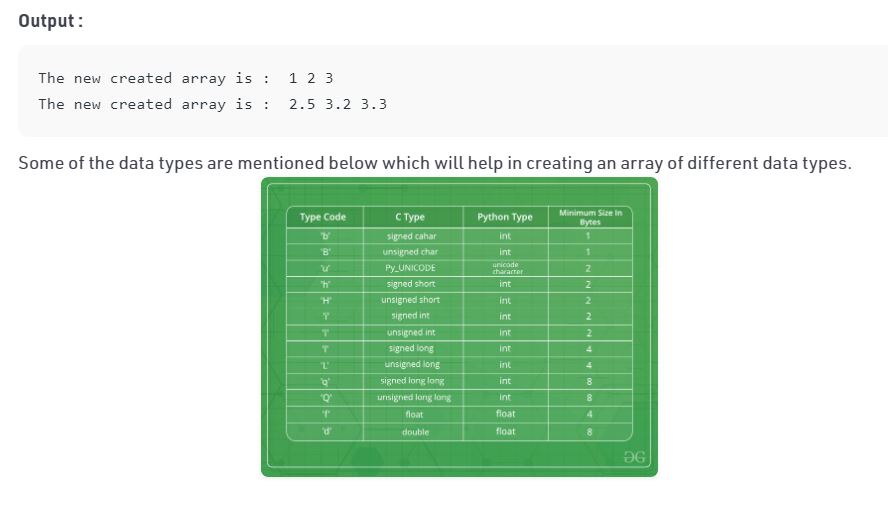 Output :
The new created array is :  1 2 3
The new created array is :  2.5 3.2 3.3
Some of the data types are mentioned below which will help in creating an array of different data types.
Type Code C Type Python Type Minimum Size In Bytes
'b' signed cahar int 1
'B' unsigned char int 1
'u' Py_UNICODE unicode character 2
'h' signed short int 2
'H' unsigned short int 2
signed int int 2
unsigned int int 2
signed long int 4
'L' unsigned long int 4
'q' signed long long int 8
'Q' unsigned long long int 8
'f' float float 4
'd' double float 8